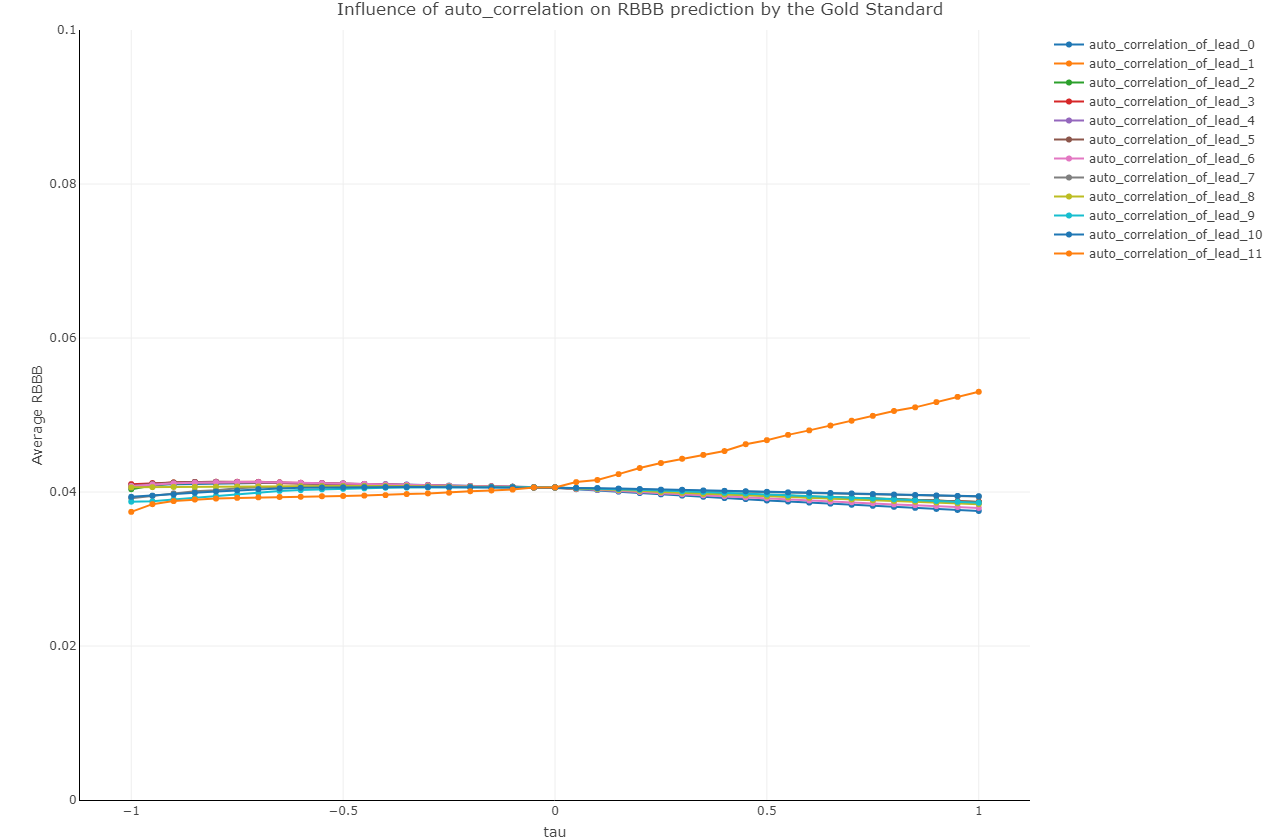 Influence of auto_correlation on RBBB prediction by the Gold Standard
0.1
0.08
0.06
0.04
0.02
0
Average RBBB
−1
−0.5
0
0.5
1
tau
auto_correlation_of_lead_0
auto_correlation_of_lead_1
auto_correlation_of_lead_2
auto_correlation_of_lead_3
auto_correlation_of_lead_4
auto_correlation_of_lead_5
auto_correlation_of_lead_6
auto_correlation_of_lead_7
auto_correlation_of_lead_8
auto_correlation_of_lead_9
auto_correlation_of_lead_10
auto_correlation_of_lead_11